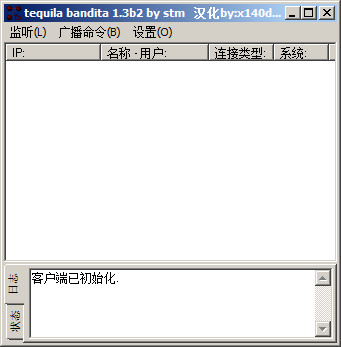 tequila bandita 1.3b2 by stm 汉化by:x140d...
监听(L) 广播命令(B) 设置(O)
IP: 名称 - 用户: 连接类型: 系统:
日志
客户端已初始化.
状态